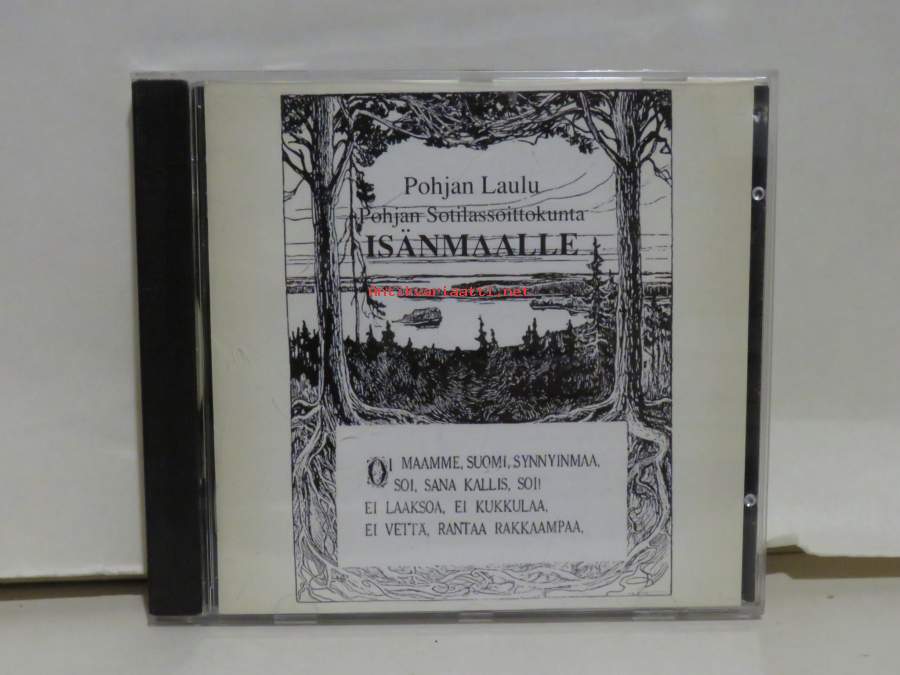 Pohjan Laulu
Pohjan Sotilassoittokunta
ISÄNMAALLE
Antikvariaatti.net
OI MAAMME, SUOMI, SYNNYINMAA,
SOI, SANA KALLIS, SOI!
EI LAAKSOA, EI KUKKULAA,
EI VETTÄ, RANTAA RAKKAAMPAA,